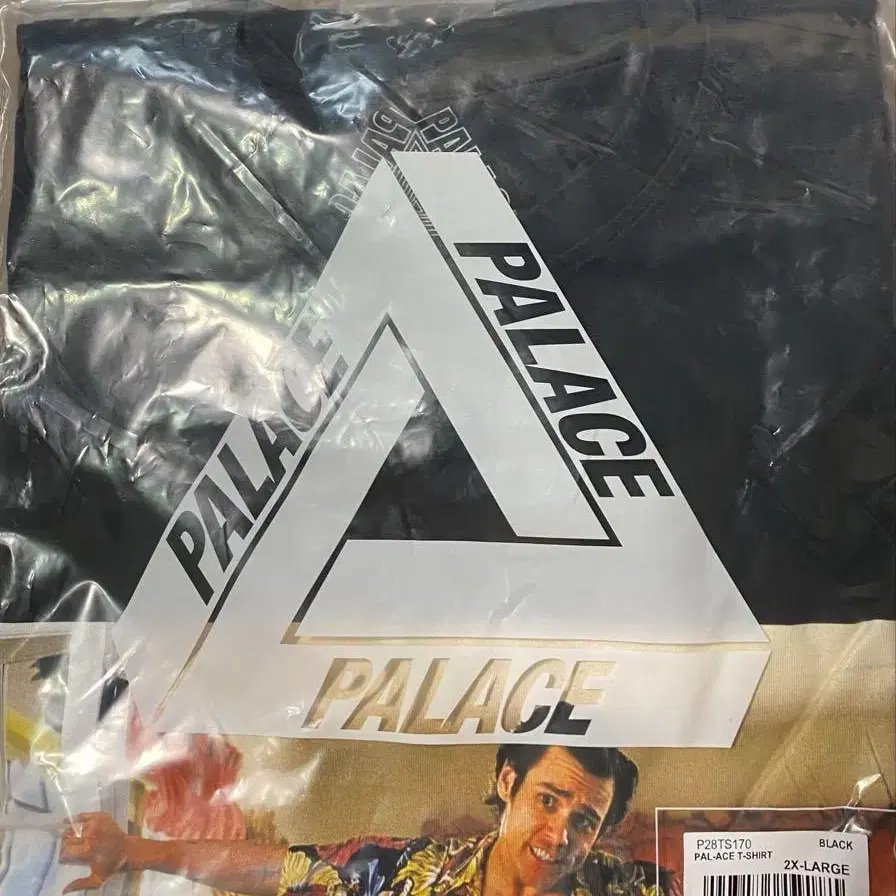 PALACE
PALACE
PALACE
P28TS170 BLACK
PAL-ACE T-SHIRT
2X-LARGE